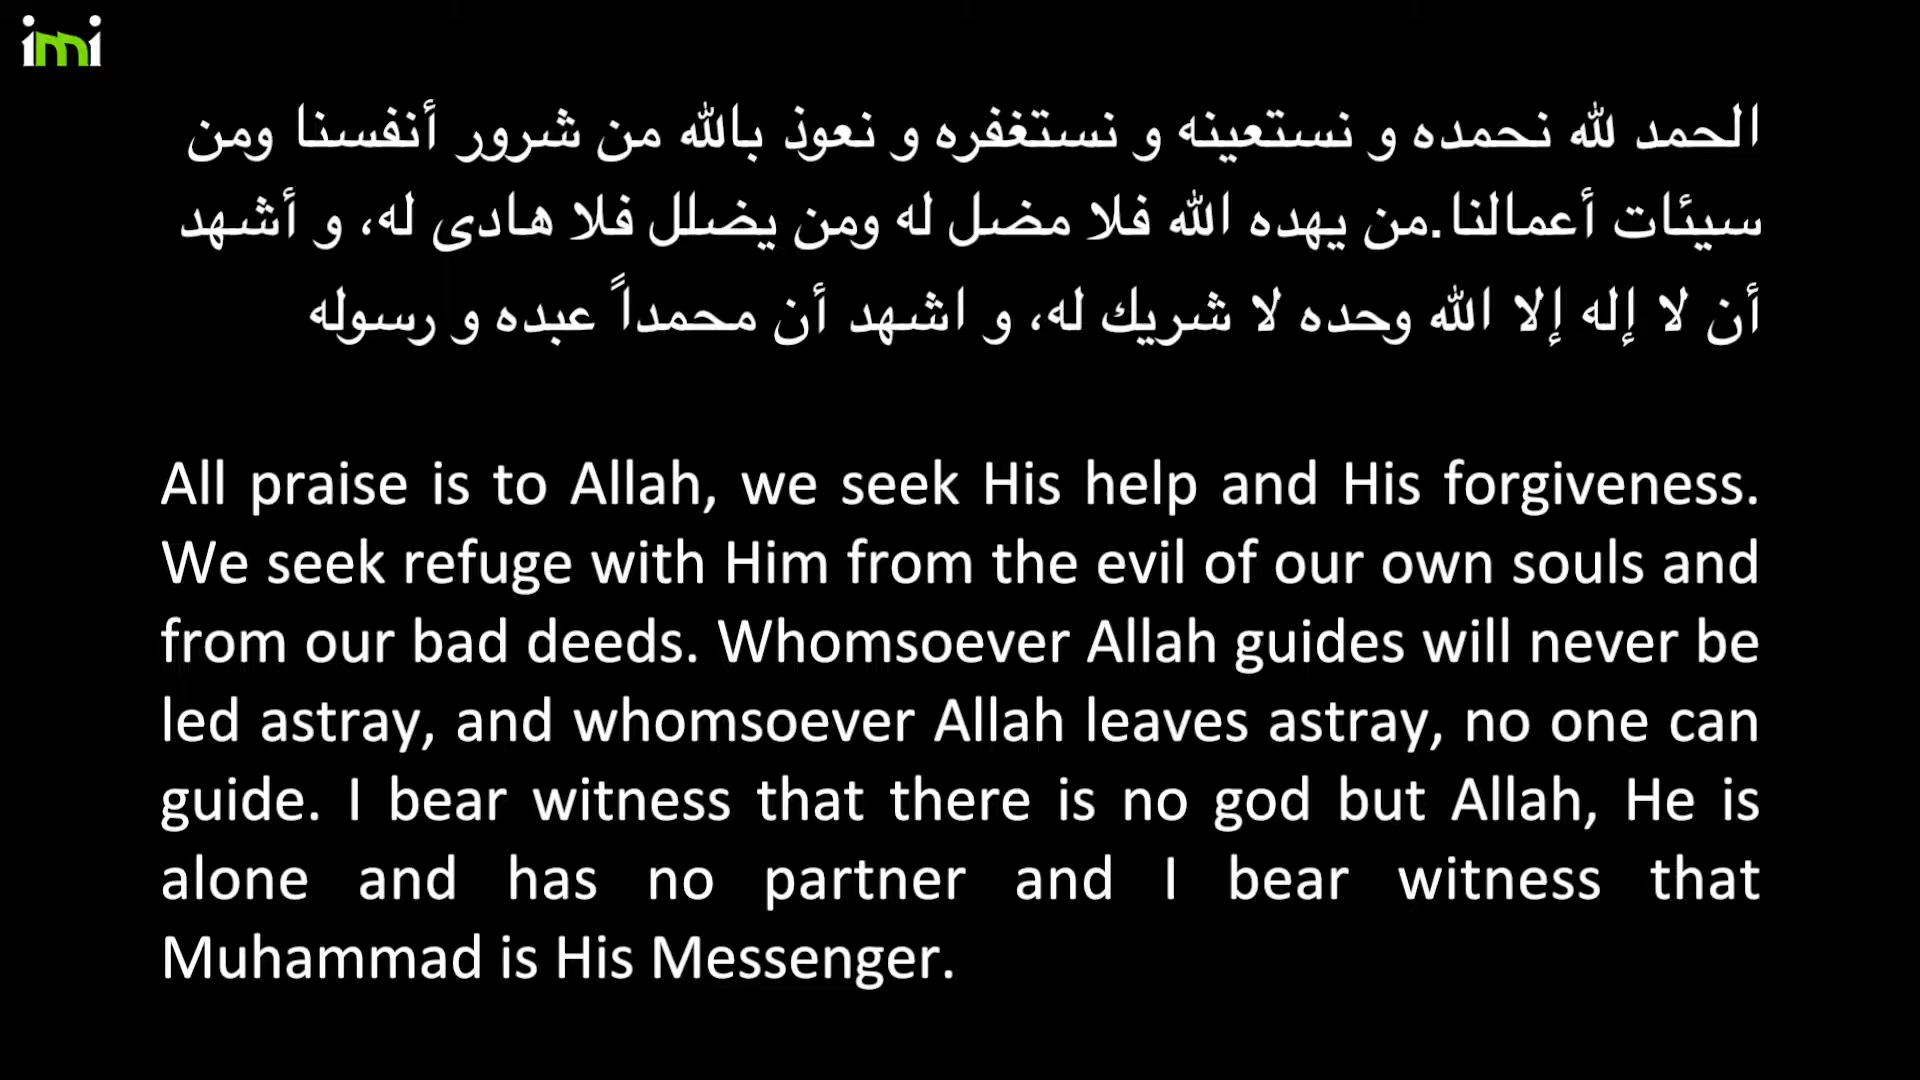 imi
الحمد لله نحمده و نستعينه و نستغفره و نعوذ بالله من شرور أنفسنا ومن
سيئات أعمالنا.من يهده الله فلا مضل له ومن يضلل فلا هادى له، و أشهد
أن لا إله إلا الله وحده لا شريك له، و اشهد أن محمداً عبده و رسوله
All praise is to Allah, we seek His help and His forgiveness.
We seek refuge with Him from the evil of our own souls and
from our bad deeds. Whomsoever Allah guides will never be
led astray, and whomsoever Allah leaves astray, no one can
guide. I bear witness that there is no god but Allah, He is
alone and has no partner and I bear witness that
Muhammad is His Messenger.